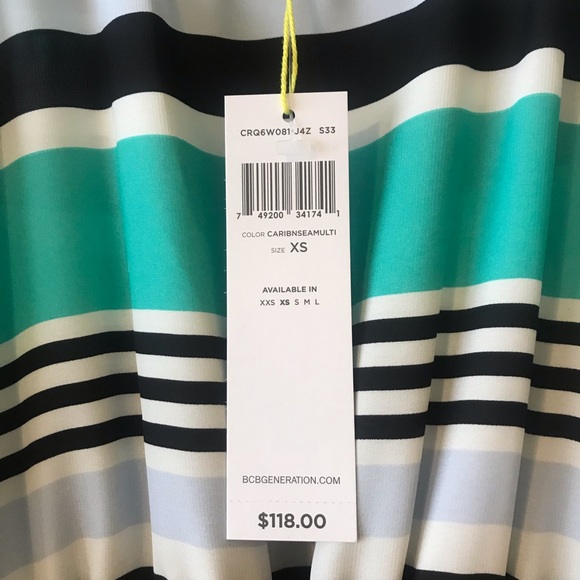 CRQ6W081-J4Z S33
7 49200 34174 1
COLOR CARIBNSEAMULTI
SIZE XS
AVAILABLE IN
XXS XS S M L
BCBGENERATION.COM
$118.00